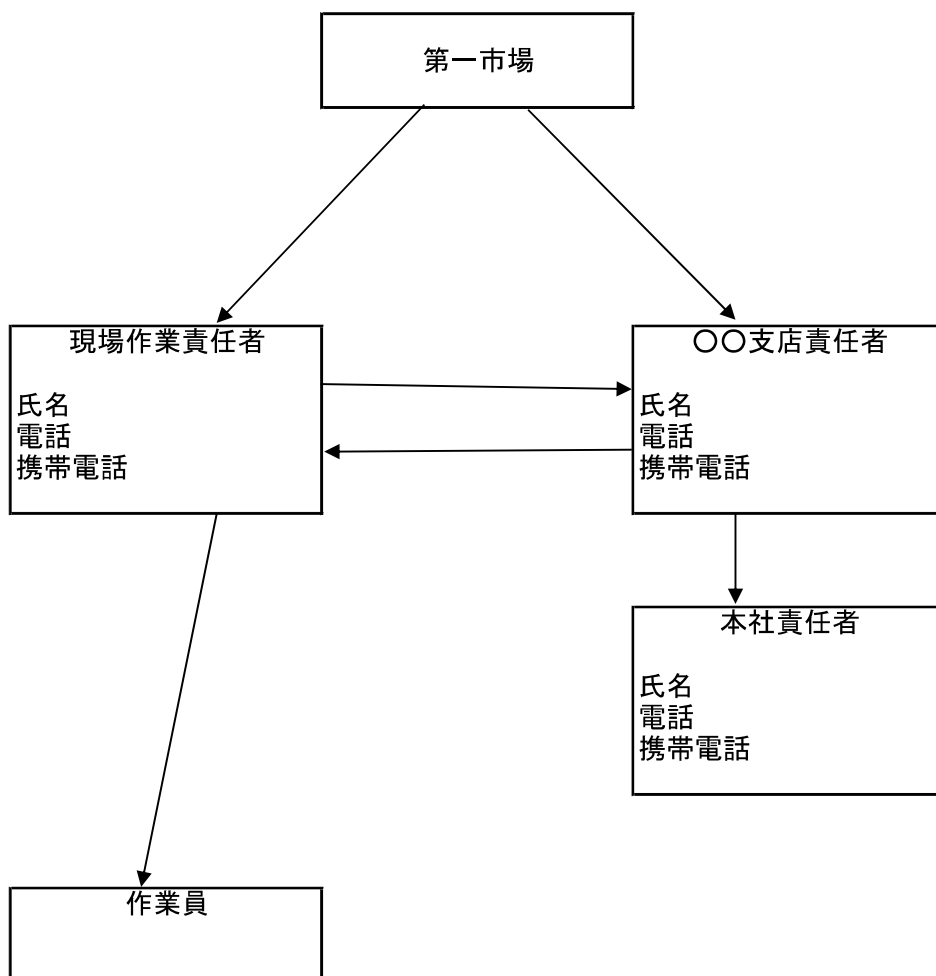 第一市場
現場作業責任者
氏名
電話
携帯電話
〇〇支店責任者
氏名
電話
携帯電話
本社責任者
氏名
電話
携帯電話
作業員